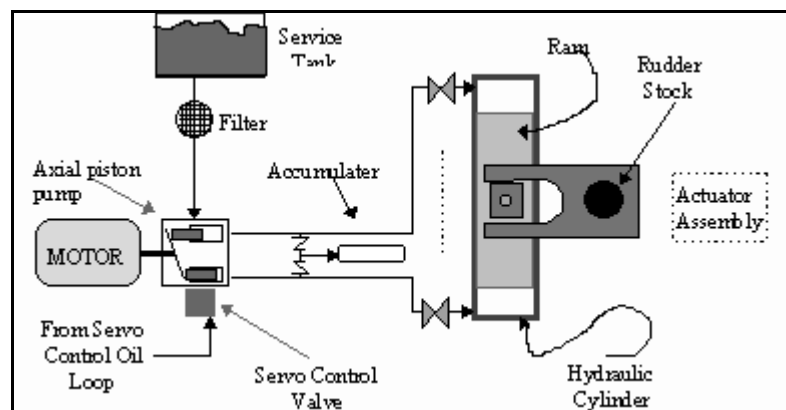 Service
Tank
Filter
Axial piston
pump
Accumulater
Ram
Rudder
Stock
Actuator
Assembly
MOTOR
From Servo
Control Oil
Loop
Servo Control
Valve
Hydraulic
Cylinder